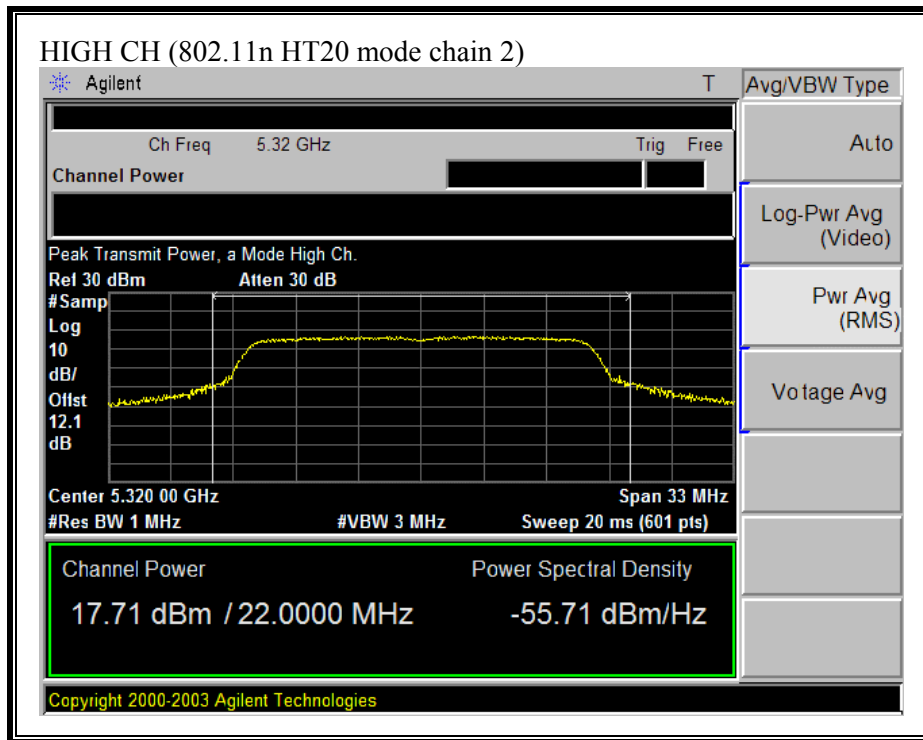 HIGH CH (802.11n HT20 mode chain 2)
Agilent T
Avg/VBW Type
Ch Freq 5.32 GHz Trig Free
Channel Power
Auto
Log-Pwr Avg
(Video)
Pwr Avg
(RMS)
Votage Avg
Peak Transmit Power, a Mode High Ch.
Ref 30 dBm Atten 30 dB
#Samp
Log
10
dB/
Offst
12.1
dB
Center 5.320 00 GHz Span 33 MHz
#Res BW 1 MHz #VBW 3 MHz Sweep 20 ms (601 pts)
Channel Power Power Spectral Density
17.71 dBm / 22.0000 MHz -55.71 dBm/Hz
Copyright 2000-2003 Agilent Technologies